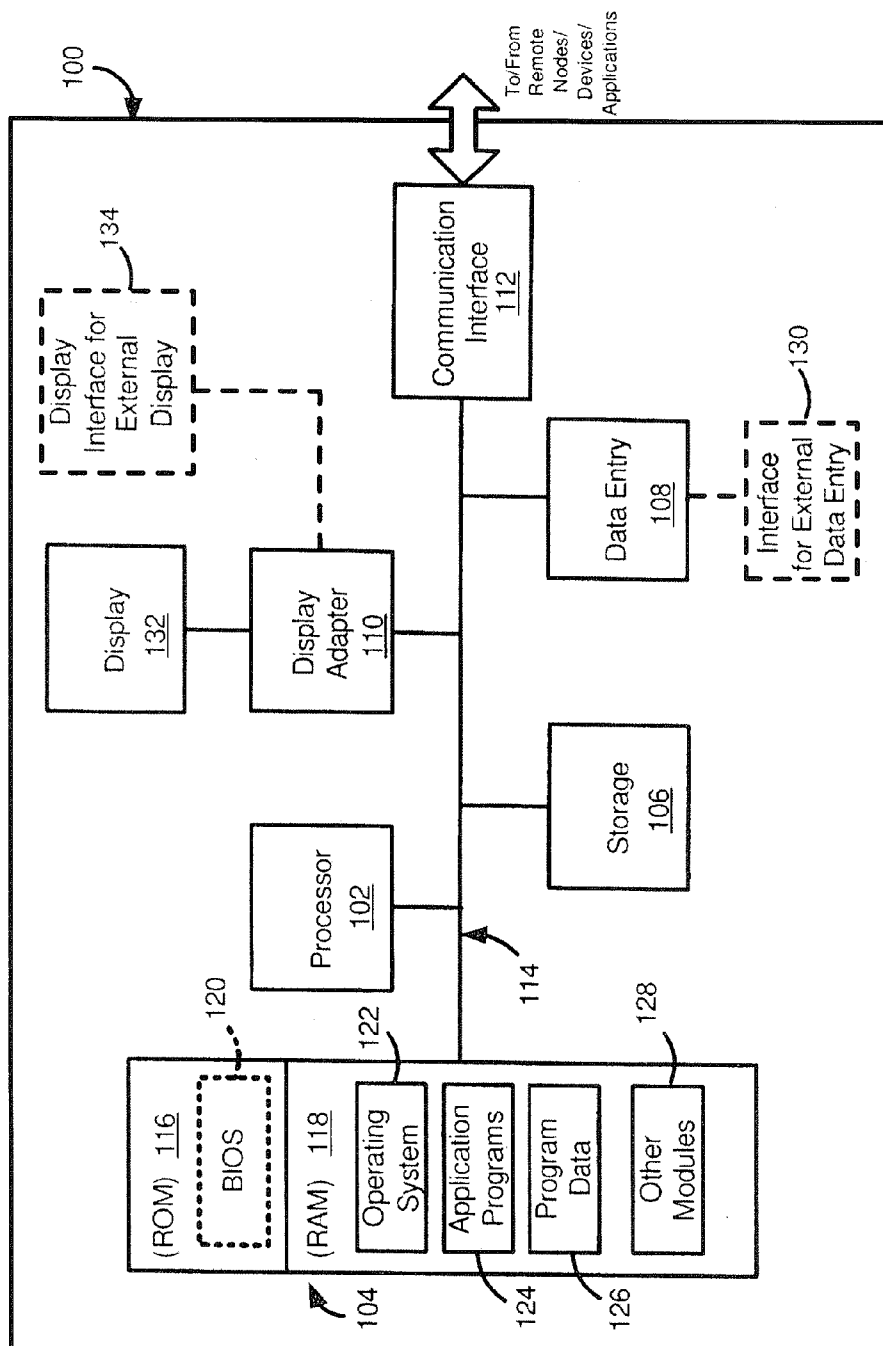 100
(ROM) 116
BIOS
120
(RAM) 118
Operating
System
122
Application
Programs
124
Program
Data
126
Other
Modules
128
104
Processor
102
114
Storage
106
Display
132
Display
Adapter
110
Display
Interface for
External
Display
134
Data Entry
108
Interface
for External
Data Entry
130
Communication
Interface
112
To/From
Remote
Nodes/
Devices/
Applications